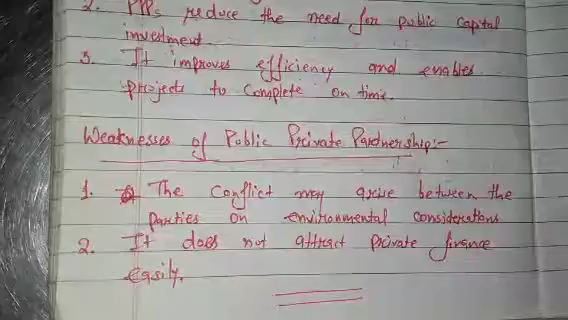 2. PPPs reduce the need for public capital
investment.
3. It improves efficiency and enables
projects to complete on time.
Weaknesses of Public Private Partnership:-
1. The conflict may arise between the
parties on environmental considerations
2. It does not attract private finance
easily.